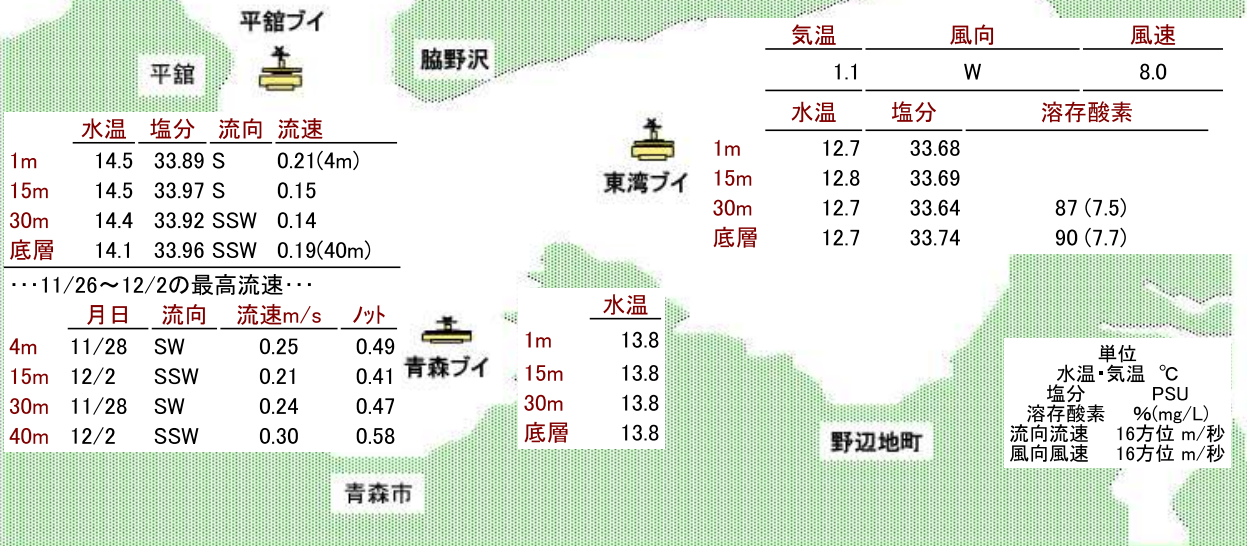 平舘ブイ
平舘
脇野沢
水温 塩分 流向 流速
1m 14.5 33.89 S 0.21(4m)
15m 14.5 33.97 S 0.15
30m 14.4 33.92 SSW 0.14
底層 14.1 33.96 SSW 0.19(40m)
･･･11/26～12/2の最高流速･･･
月日 流向 流速m/s ﾉｯﾄ
4m 11/28 SW 0.25 0.49
15m 12/2 SSW 0.21 0.41
30m 11/28 SW 0.24 0.47
40m 12/2 SSW 0.30 0.58
気温 風向 風速
1.1 W 8.0
水温 塩分 溶存酸素
1m 12.7 33.68
15m 12.8 33.69
30m 12.7 33.64 87 (7.5)
底層 12.7 33.74 90 (7.7)
東湾ブイ
青森ブイ
水温
1m 13.8
15m 13.8
30m 13.8
底層 13.8
野辺地町
青森市
単位
水温・気温 ℃
塩分 PSU
溶存酸素 %(mg/L)
流向流速 16方位 m/秒
風向風速 16方位 m/秒